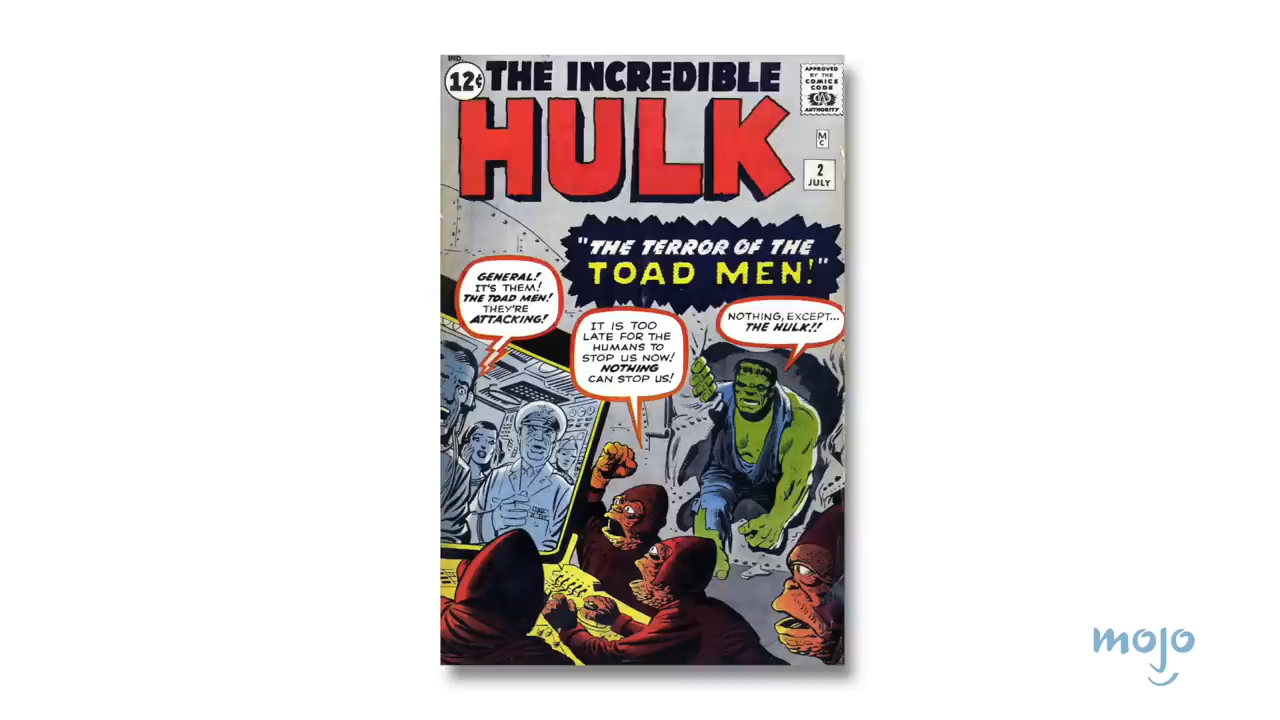 IND.
12¢
THE INCREDIBLE
HULK
APPROVED
BY THE
COMICS
CODE
AUTHORITY
M
C
2
JULY
"THE TERROR OF THE
TOAD MEN!"
GENERAL!
IT'S THEM!
THE TOAD MEN!
THEY'RE
ATTACKING!
IT IS TOO
LATE FOR THE
HUMANS TO
STOP US NOW!
NOTHING
CAN STOP US!
NOTHING, EXCEPT...
THE HULK!!
mojo